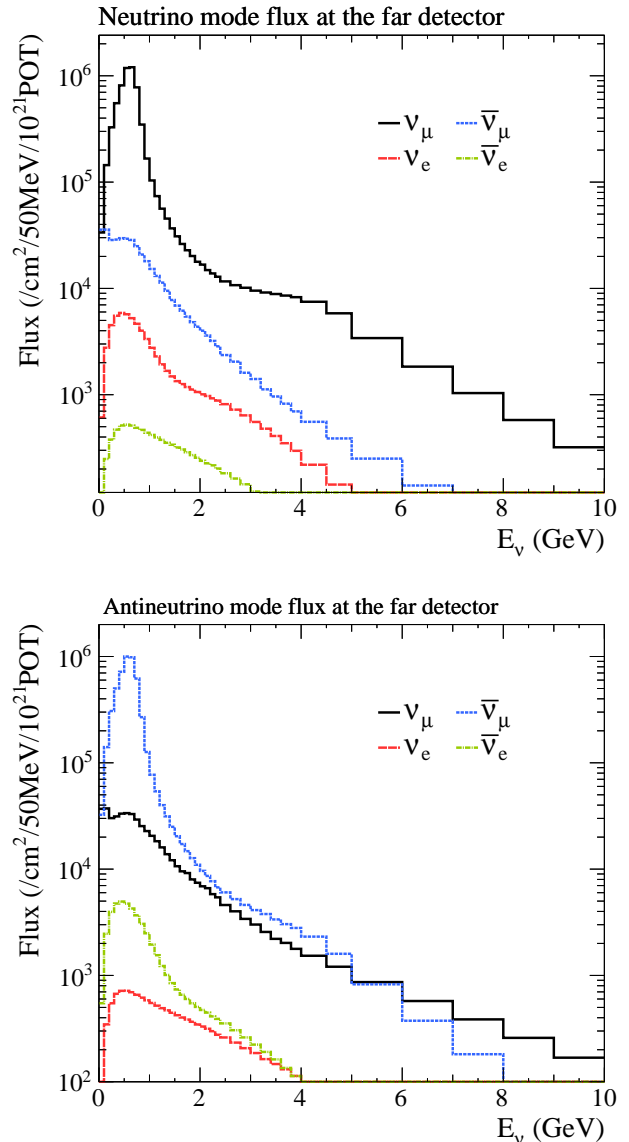 Neutrino mode flux at the far detector
Flux (/cm²/50MeV/10²¹POT)
10⁶
10⁵
10⁴
10³
ν_μ
ν̅_μ
ν_e
ν̅_e
0 2 4 6 8 10
E_ν (GeV)
Antineutrino mode flux at the far detector
Flux (/cm²/50MeV/10²¹POT)
10⁶
10⁵
10⁴
10³
10²
ν_μ
ν̅_μ
ν_e
ν̅_e
0 2 4 6 8 10
E_ν (GeV)